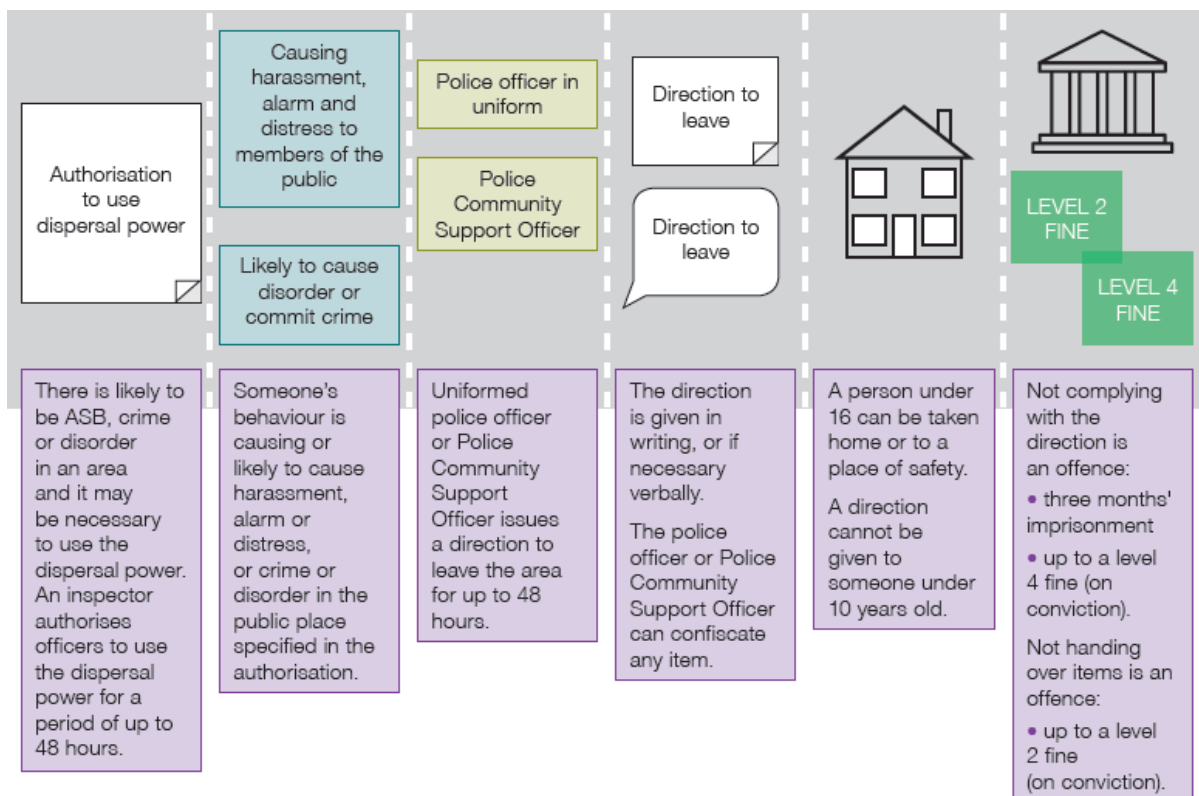 Authorisation
to use
dispersal power
Causing
harassment,
alarm and
distress to
members of the
public
Likely to cause
disorder or
commit crime
Police officer in
uniform
Police
Community
Support Officer
Direction to
leave
Direction to
leave
LEVEL 2
FINE
LEVEL 4
FINE
There is likely to
be ASB, crime
or disorder
in an area
and it may
be necessary
to use the
dispersal power.
An inspector
authorises
officers to use
the dispersal
power for a
period of up to
48 hours.
Someone's
behaviour is
causing or
likely to cause
harassment,
alarm or
distress,
or crime or
disorder in the
public place
specified in the
authorisation.
Uniformed
police officer
or Police
Community
Support
Officer issues
a direction to
leave the area
for up to 48
hours.
The direction
is given in
writing, or if
necessary
verbally.
The police
officer or Police
Community
Support Officer
can confiscate
any item.
A person under
16 can be taken
home or to a
place of safety.
A direction
cannot be
given to
someone under
10 years old.
Not complying
with the
direction is
an offence:
• three months'
imprisonment
• up to a level
4 fine (on
conviction).
Not handing
over items is an
offence:
• up to a level
2 fine
(on conviction).